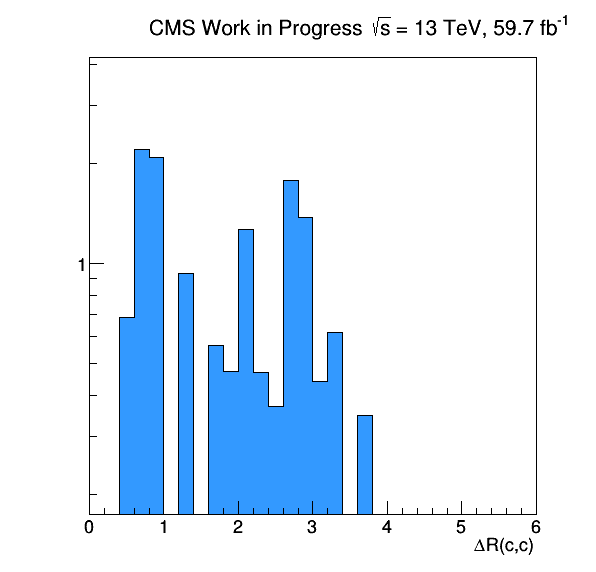 CMS Work in Progress √s = 13 TeV, 59.7 fb⁻¹
1
0 1 2 3 4 5 6
ΔR(c,c)